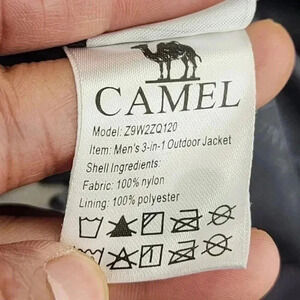 CAMEL
Model: Z9W2ZQ120
Item: Men's 3-in-1 Outdoor Jacket
Shell Ingredients:
Fabric: 100% nylon
Lining: 100% polyester